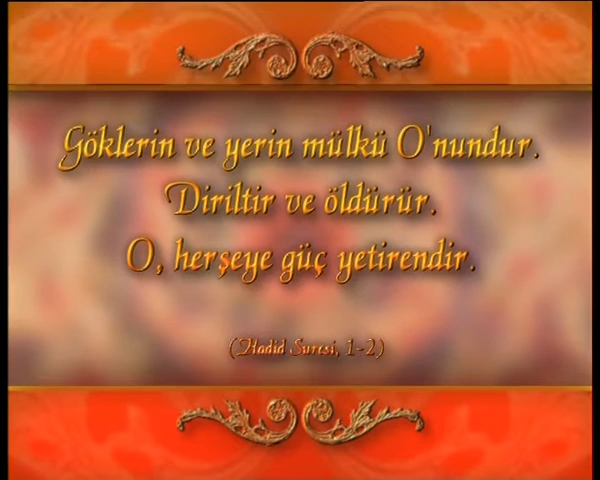 Göklerin ve yerin mülkü O'nundur.
Diriltir ve öldürür.
O, herşeye güç yetirendir.
(Hadid Suresi, 1-2)